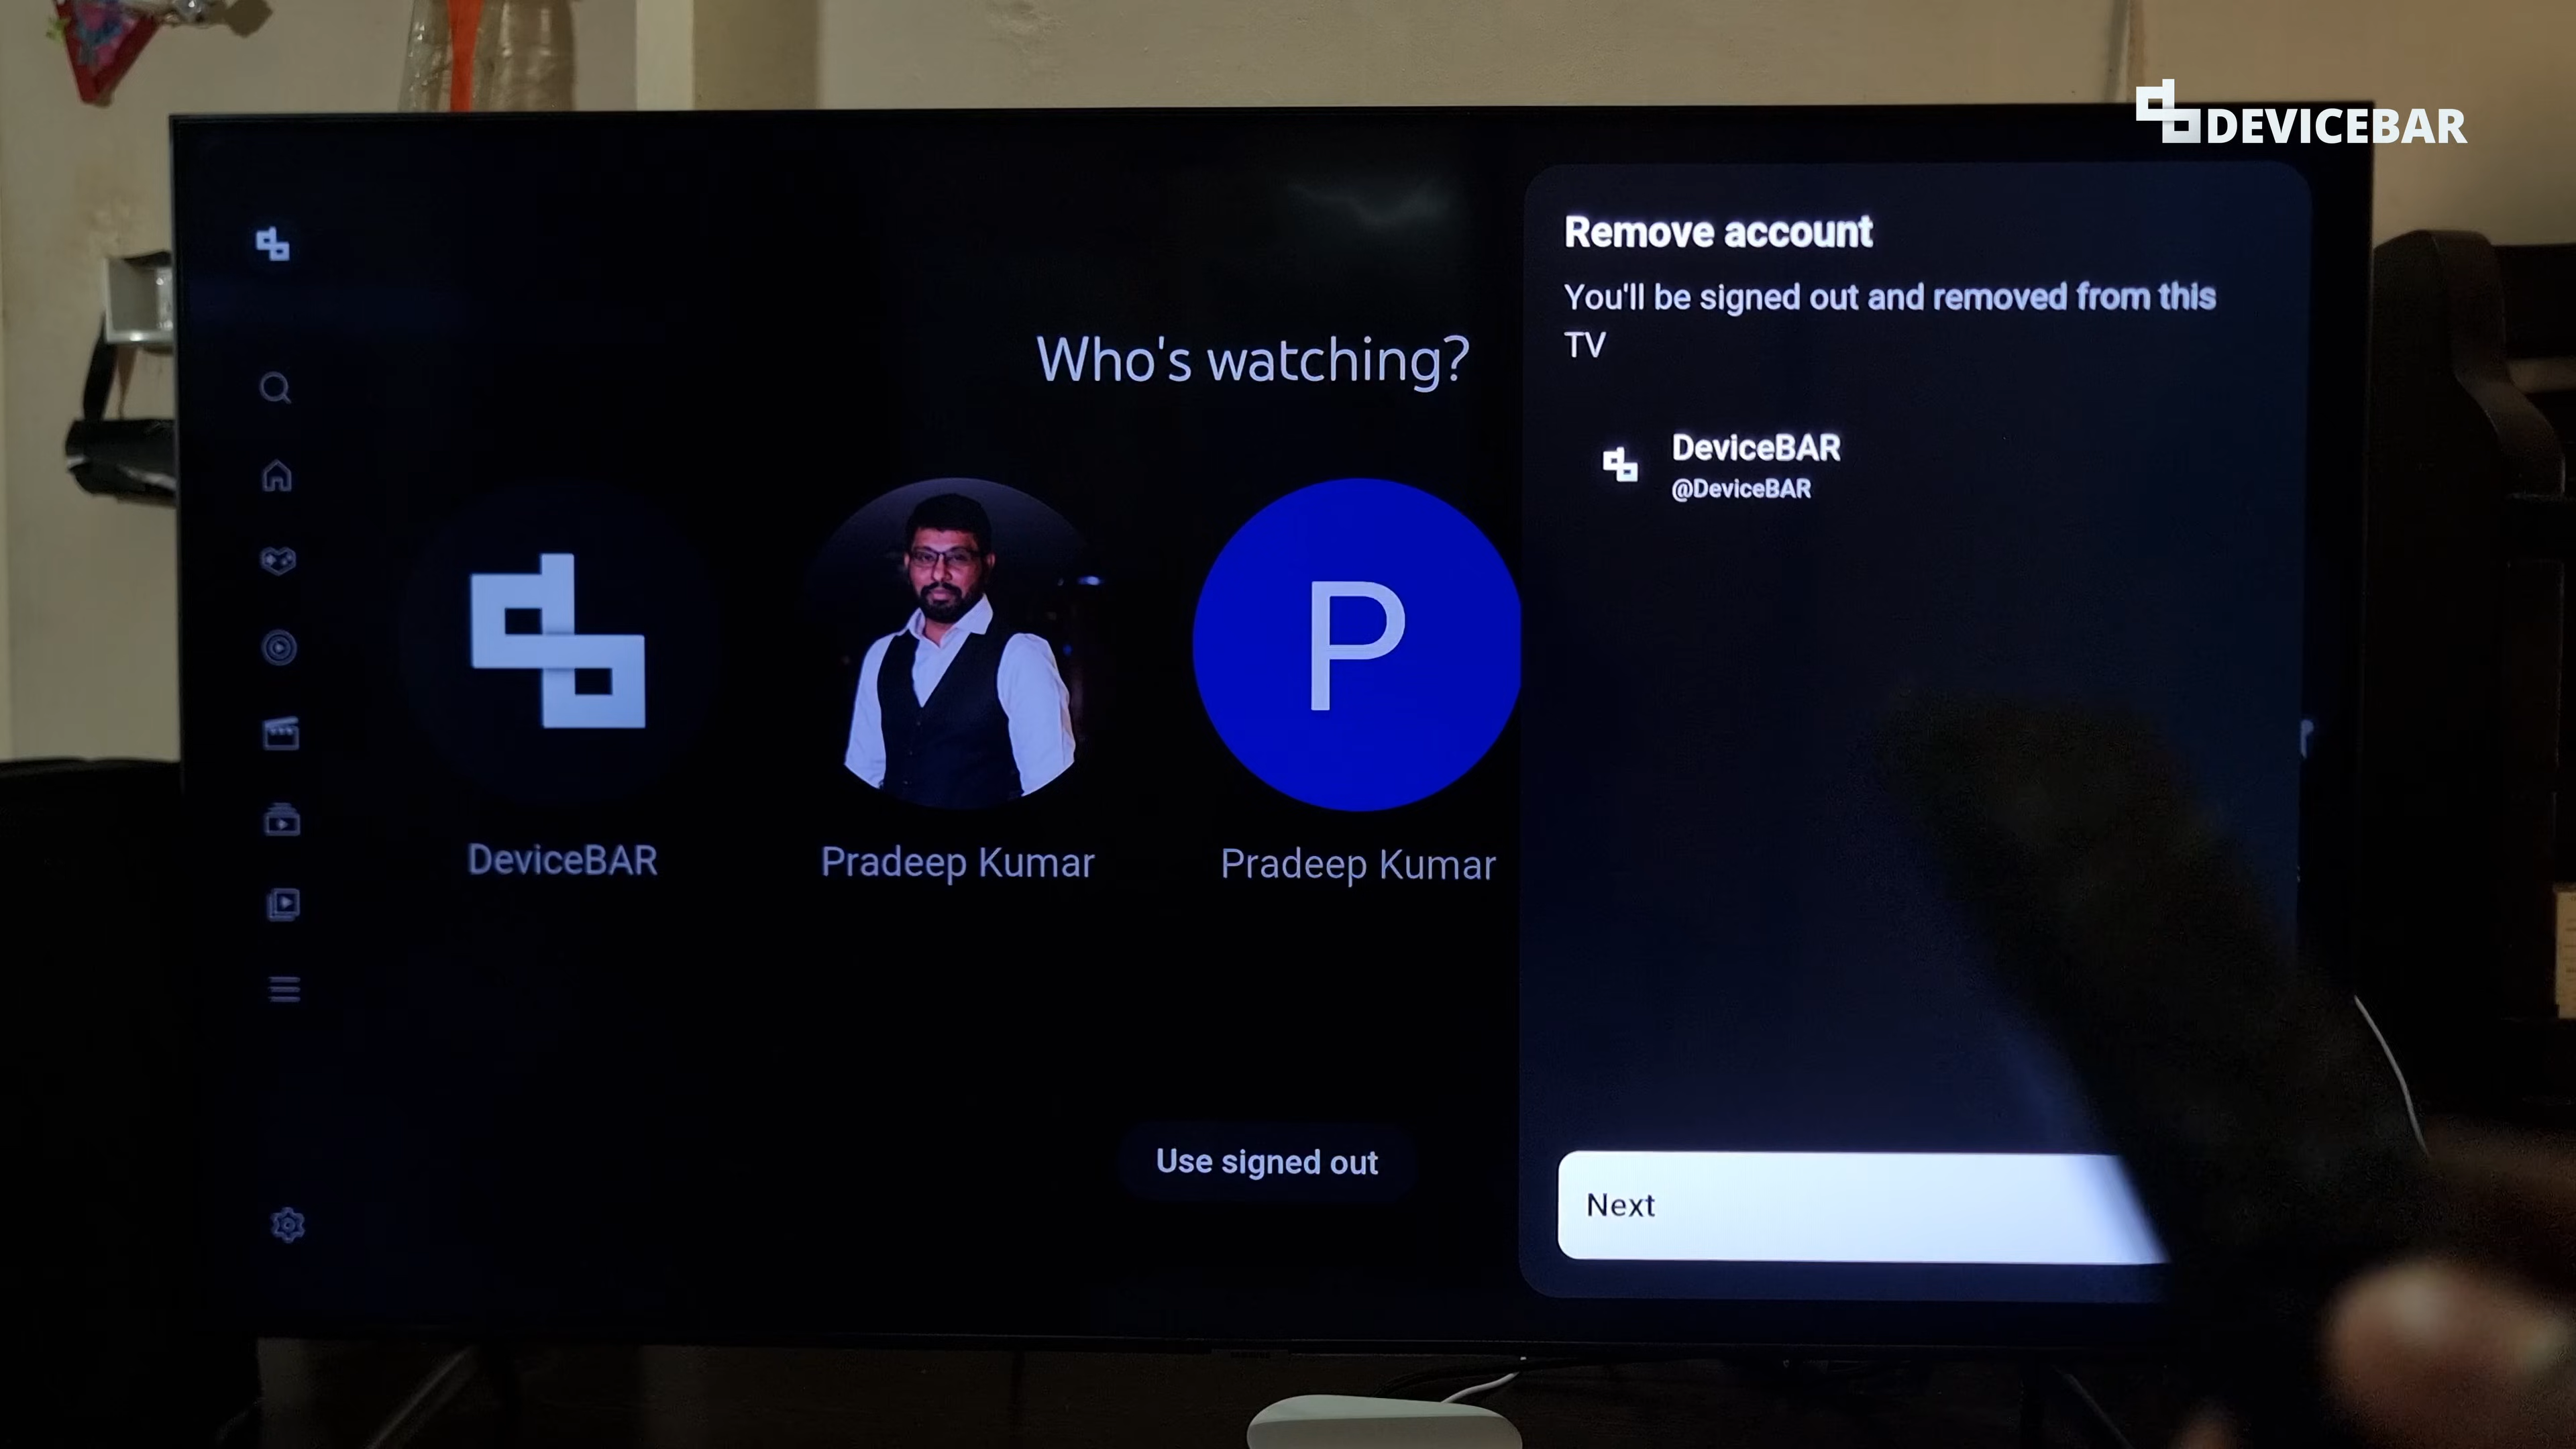 DEVICEBAR
Who's watching?
DeviceBAR
Pradeep Kumar
P
Pradeep Kumar
Use signed out
Remove account
You'll be signed out and removed from this
TV
DeviceBAR
@DeviceBAR
Next